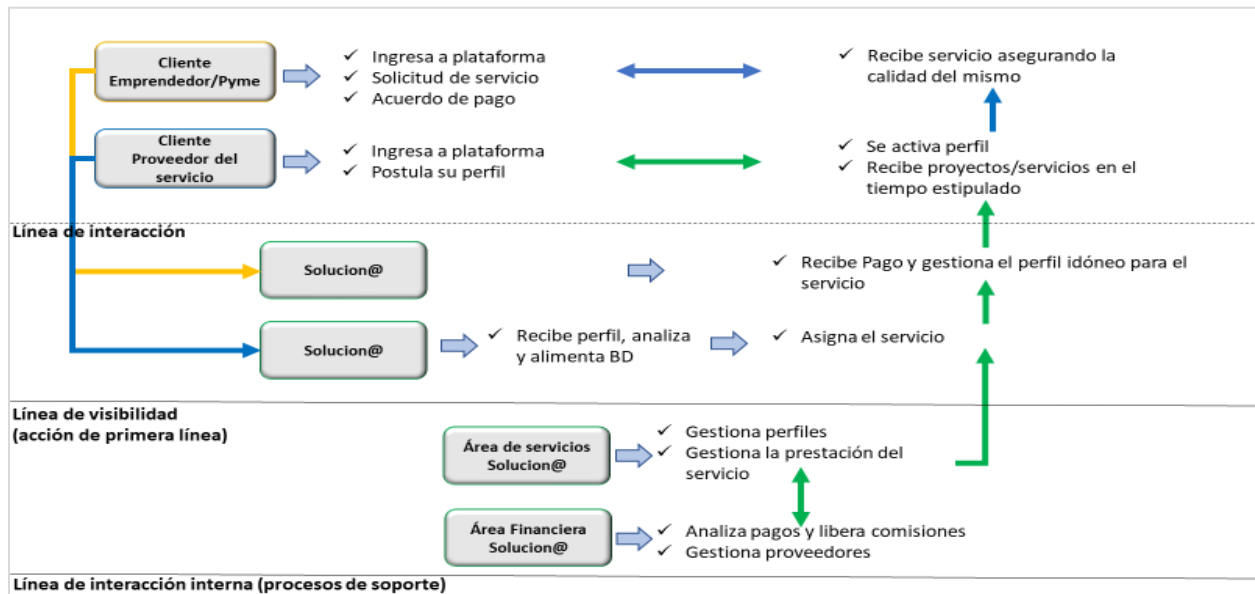 Cliente
Emprendedor/Pyme
✓ Ingresa a plataforma
✓ Solicitud de servicio
✓ Acuerdo de pago
✓ Recibe servicio asegurando la
calidad del mismo
Cliente
Proveedor del
servicio
✓ Ingresa a plataforma
✓ Postula su perfil
✓ Se activa perfil
✓ Recibe proyectos/servicios en el
tiempo estipulado
Línea de interacción
Solucion@
✓ Recibe Pago y gestiona el perfil idóneo para el
servicio
Solucion@
✓ Recibe perfil, analiza
y alimenta BD
✓ Asigna el servicio
Línea de visibilidad
(acción de primera línea)
Área de servicios
Solucion@
✓ Gestiona perfiles
✓ Gestiona la prestación del
servicio
Área Financiera
Solucion@
✓ Analiza pagos y libera comisiones
✓ Gestiona proveedores
Línea de interacción interna (procesos de soporte)